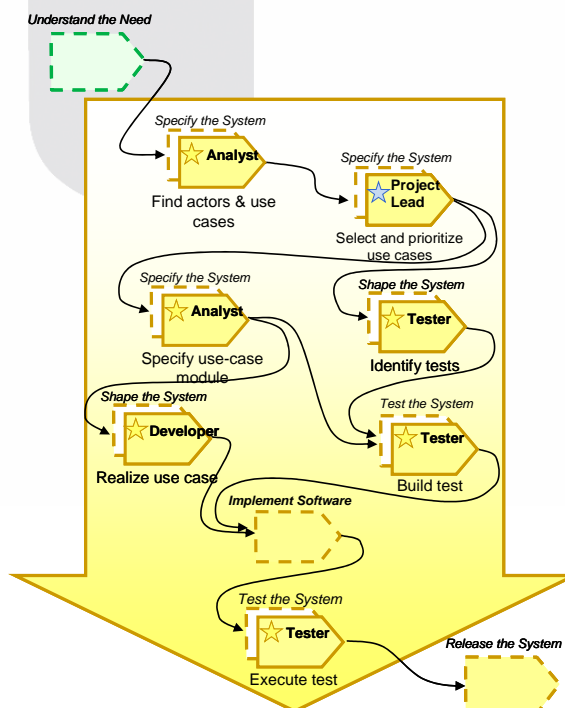 Understand the Need
Specify the System
Analyst
Find actors & use
cases
Specify the System
Project
Lead
Select and prioritize
use cases
Specify the System
Analyst
Specify use-case
module
Shape the System
Tester
Identify tests
Shape the System
Developer
Realize use case
Test the System
Tester
Build test
Implement Software
Test the System
Tester
Execute test
Release the System